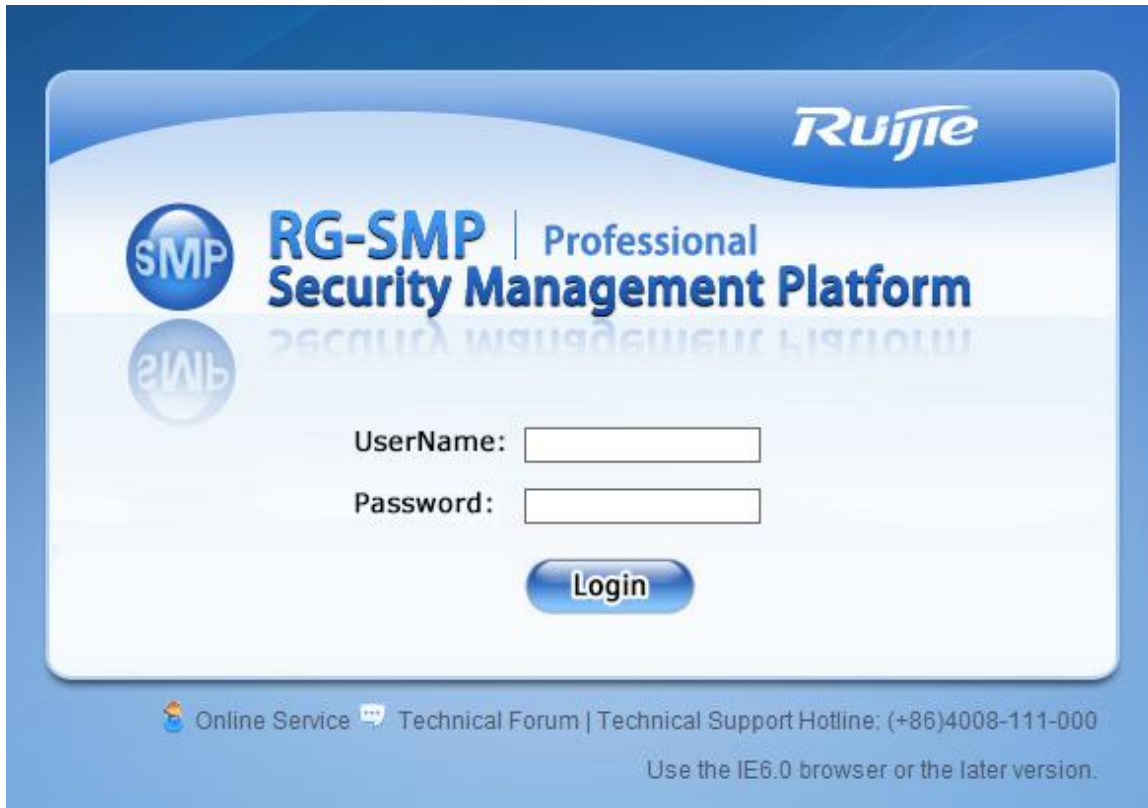 Ruijie
SMP
RG-SMP | Professional
Security Management Platform
UserName:
Password:
Login
Online Service Technical Forum | Technical Support Hotline: (+86)4008-111-000
Use the IE6.0 browser or the later version.